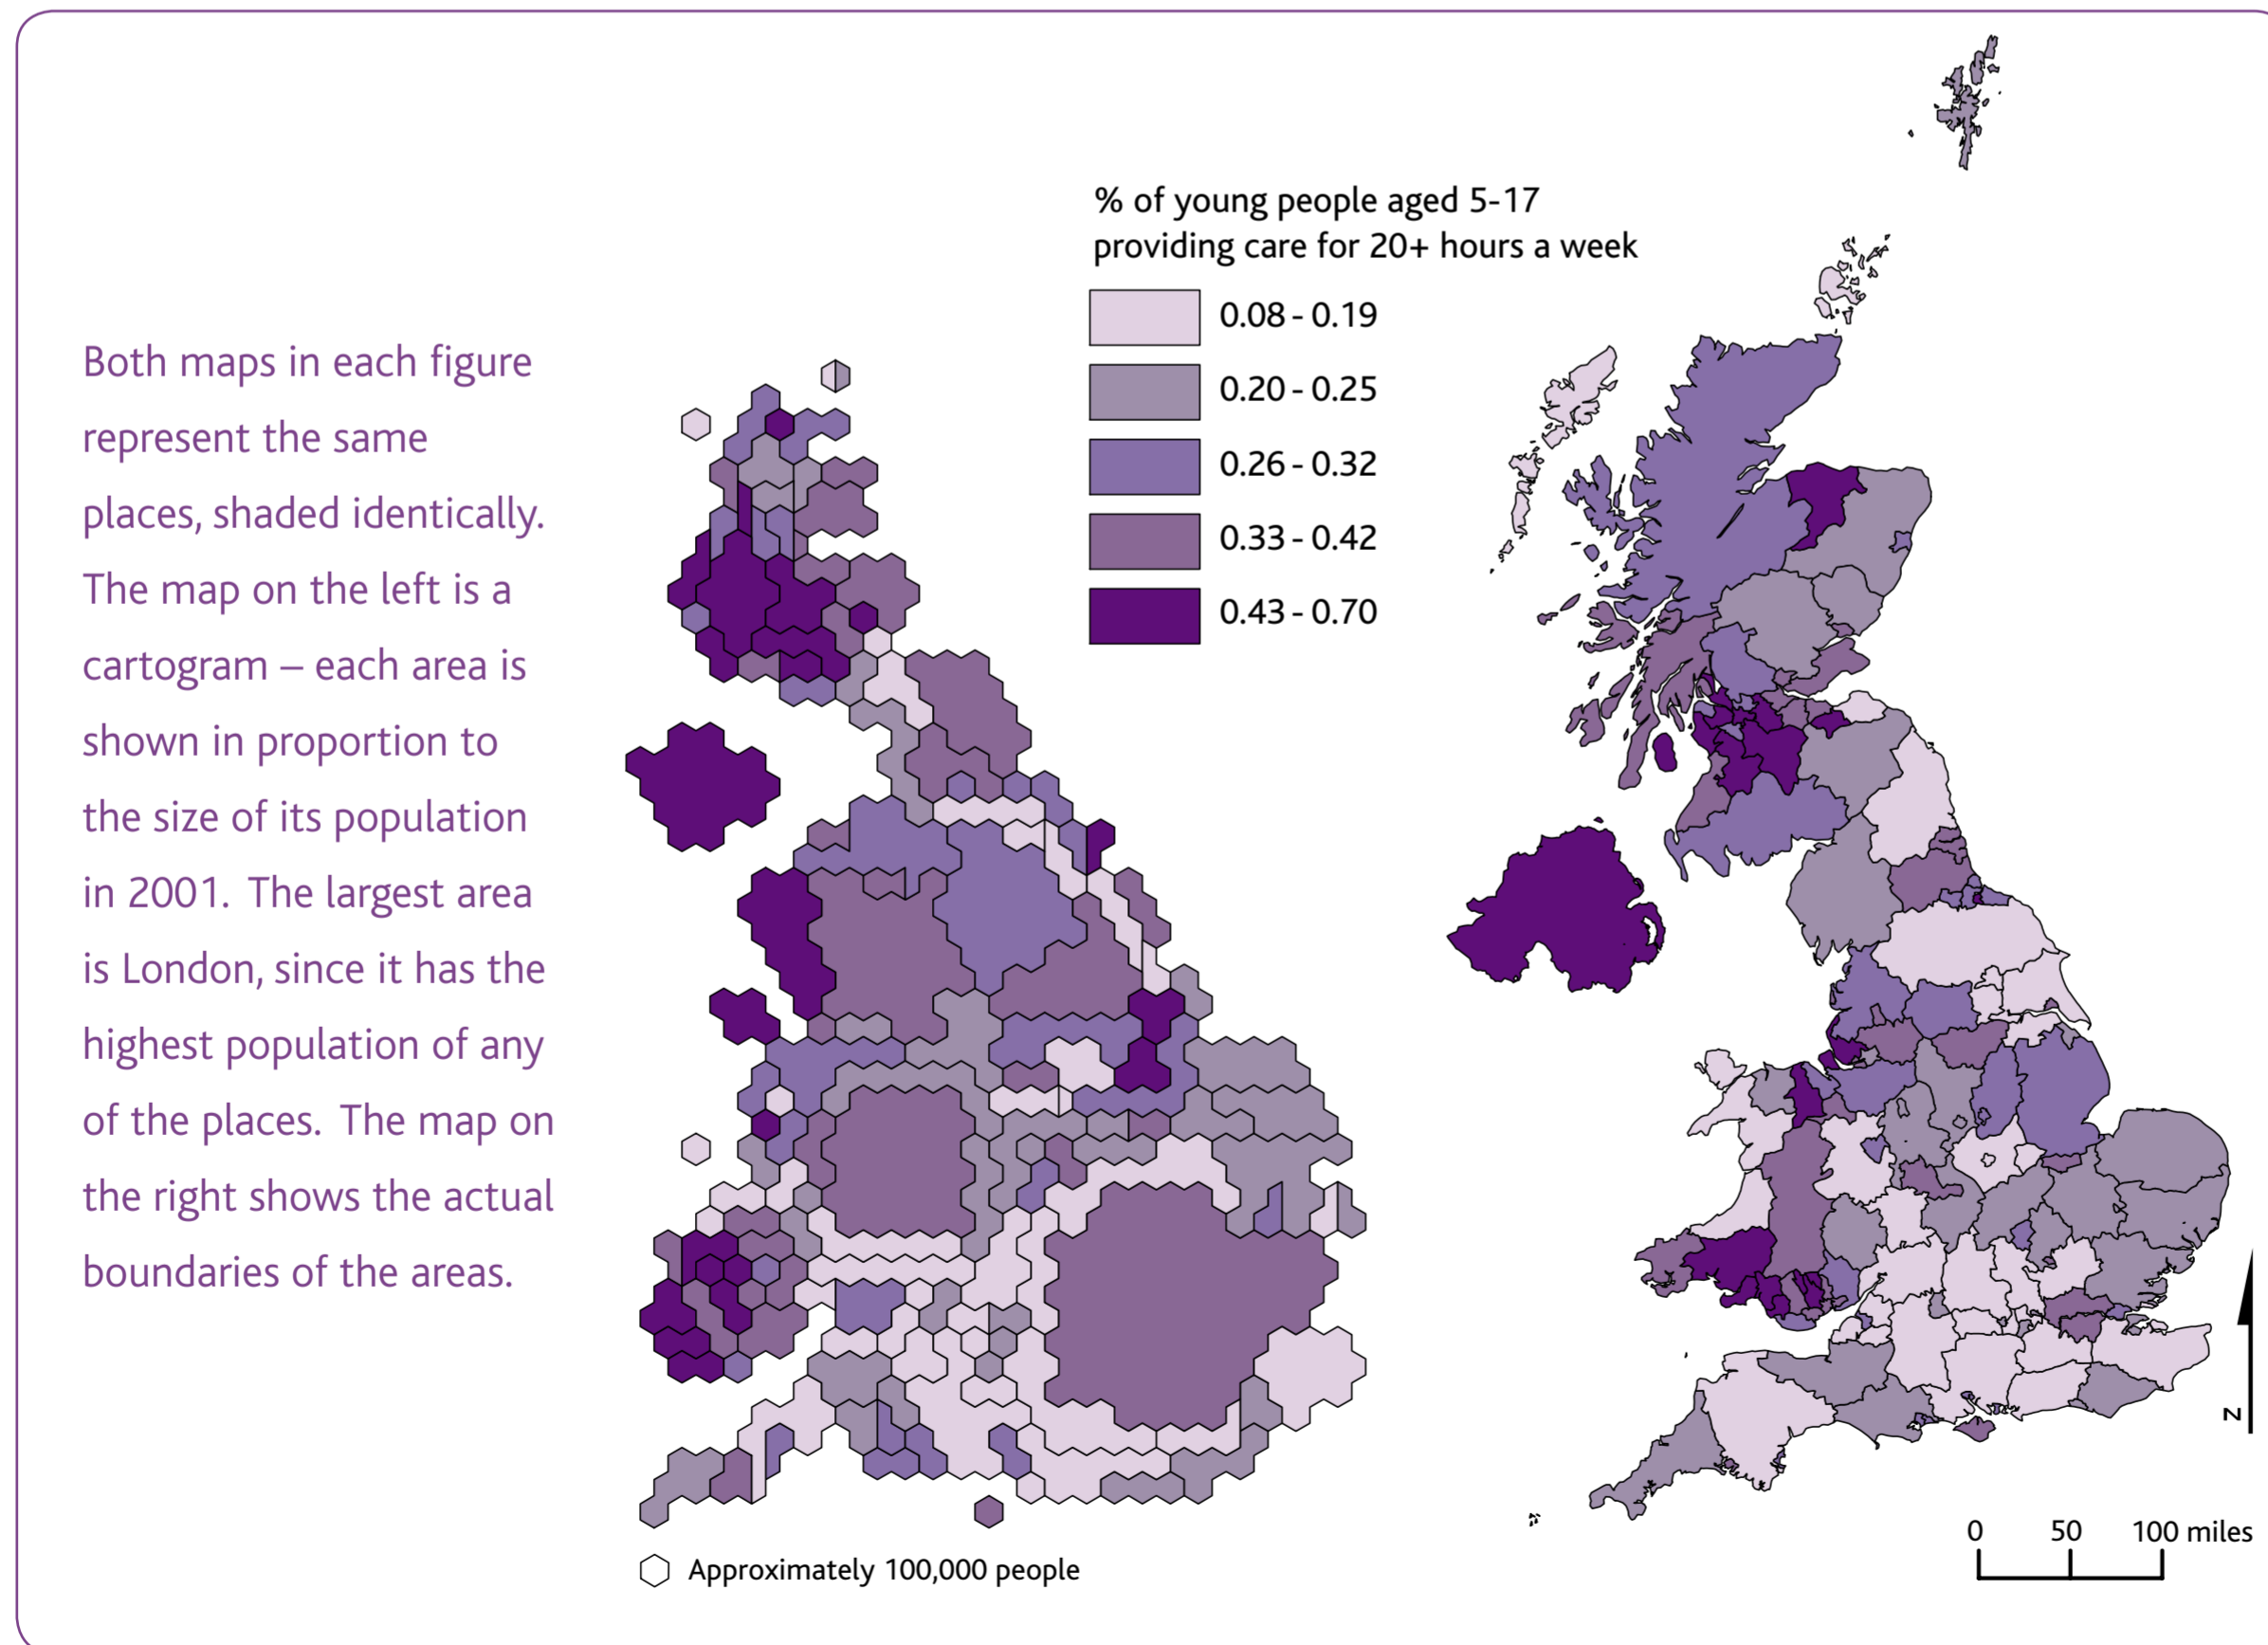 Both maps in each figure
represent the same
places, shaded identically.
The map on the left is a
cartogram – each area is
shown in proportion to
the size of its population
in 2001. The largest area
is London, since it has the
highest population of any
of the places. The map on
the right shows the actual
boundaries of the areas.
% of young people aged 5-17
providing care for 20+ hours a week
0.08 - 0.19
0.20 - 0.25
0.26 - 0.32
0.33 - 0.42
0.43 - 0.70
Approximately 100,000 people
N
0 50 100 miles